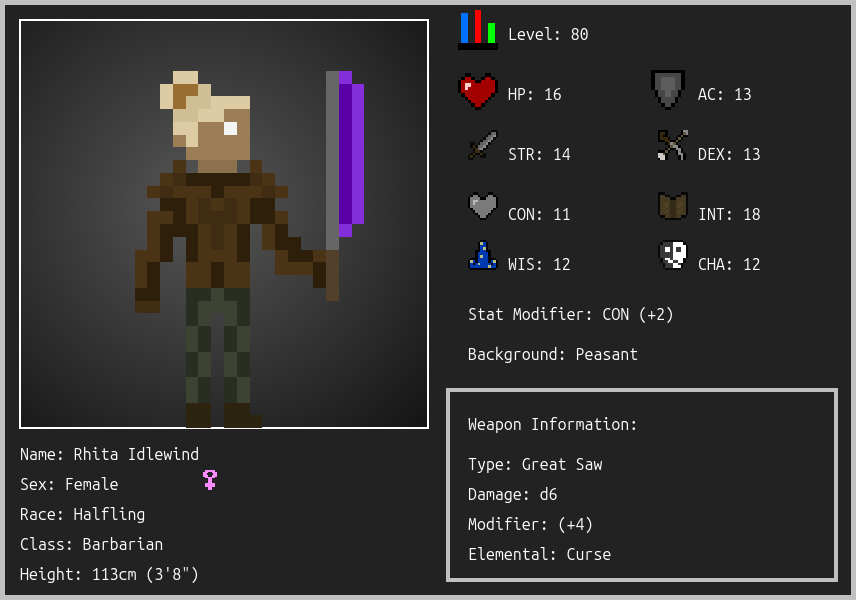 Level: 80
HP: 16
AC: 13
STR: 14
DEX: 13
CON: 11
INT: 18
WIS: 12
CHA: 12
Stat Modifier: CON (+2)
Background: Peasant
Name: Rhita Idlewind
Sex: Female
Race: Halfling
Class: Barbarian
Height: 113cm (3'8")
Weapon Information:
Type: Great Saw
Damage: d6
Modifier: (+4)
Elemental: Curse